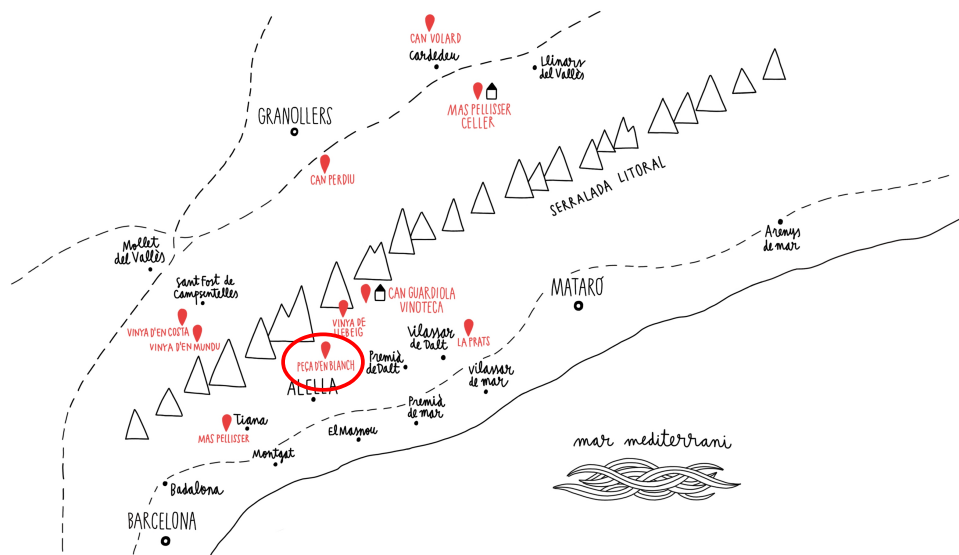 CAN VOLARD
Cardedeu
Llinars
del Vallès
MAS PELLISSER
CELLER
GRANOLLERS
CAN PERDIU
SERRALADA LITORAL
Arenys
de mar
Mollet
del Vallès
Sant Fost de
Campsentelles
CAN GUARDIOLA
VINOTECA
MATARÓ
VINYA D'EN COSTA
VINYA D'EN MUNDU
VINYA DE
LLEBEIG
Vilassar
de Dalt
LA PRATS
PEÇA D'EN BLANCH
Premià
de Dalt
Vilassar
de mar
ALELLA
Premià
de mar
Tiana
MAS PELLISSER
El Masnou
Montgat
mar mediterrani
Badalona
BARCELONA